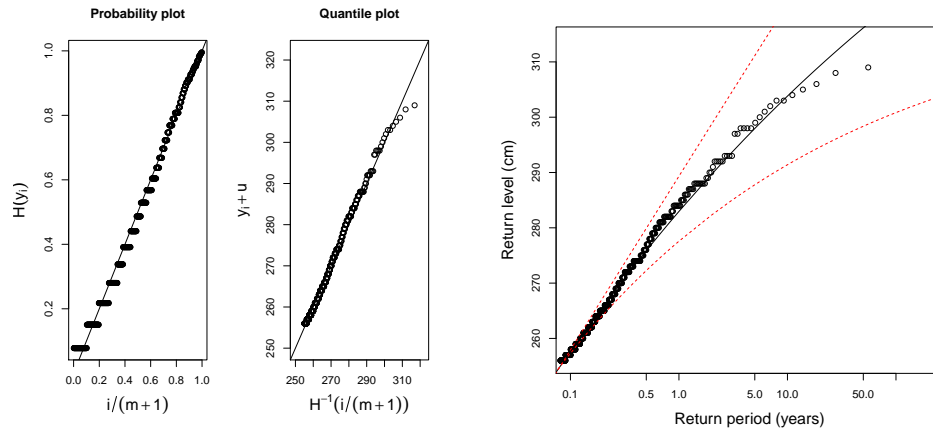 Probability plot
H(y_i)
0.2 0.4 0.6 0.8 1.0
0.0 0.2 0.4 0.6 0.8 1.0
i/(m+1)
Quantile plot
y_i + u
250 260 270 280 290 300 310 320
250 270 290 310
H^{-1}(i/(m+1))
Return level (cm)
260 270 280 290 300 310
0.1 0.5 1.0 5.0 10.0 50.0
Return period (years)